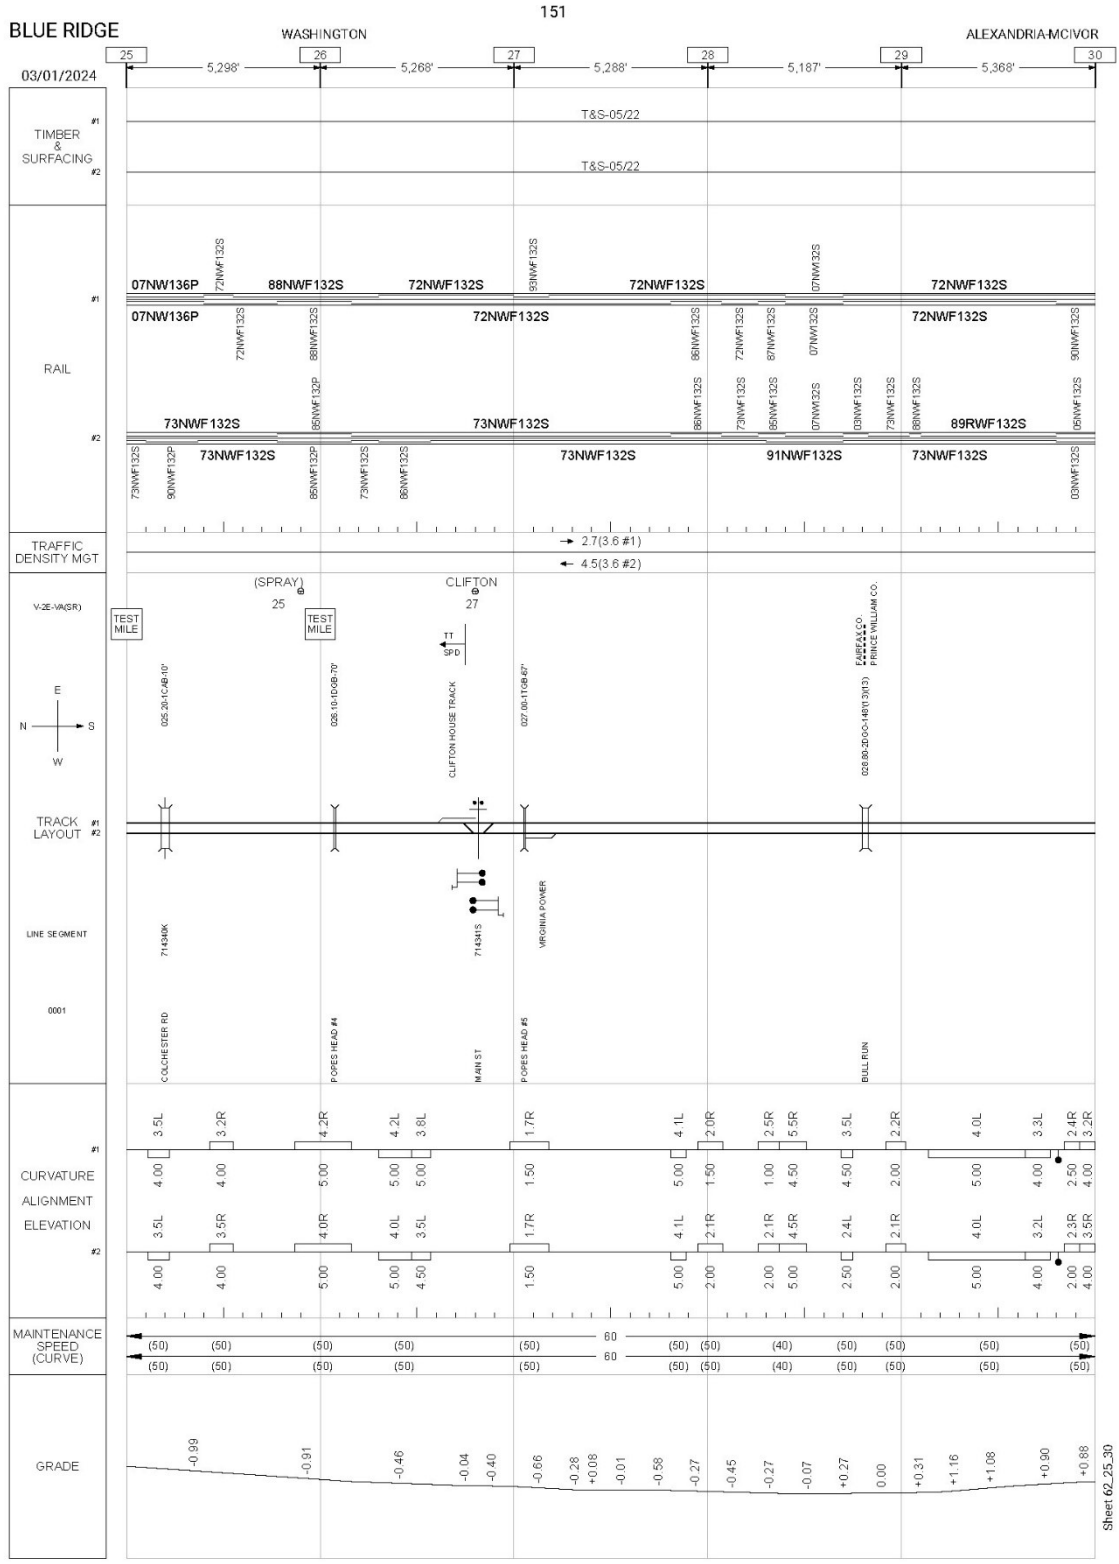 151
BLUE RIDGE
WASHINGTON
ALEXANDRIA-MCIVOR
25 26 27 28 29 30
03/01/2024
5,298' 5,268' 5,288' 5,187' 5,368'
TIMBER
&
SURFACING
#1
T&S-05/22
#2
T&S-05/22
RAIL
72NWF132S 93NWF132S 07NW132S
07NW136P 88NWF132S 72NWF132S 72NWF132S 72NWF132S
#1
07NW136P 72NWF132S 72NWF132S
72NWF132S 88NWF132S 86NWF132S 72NWF132S 87NWF132S 07NW132S 90NWF132S
85NWF132P 86NWF132S 73NWF132S 85NWF132S 07NW132S 03NWF132S 73NWF132S 88NWF132S 05NWF132S
73NWF132S 73NWF132S 89RWF132S
#2
73NWF132S 73NWF132S 91NWF132S 73NWF132S
73NWF132S 90NWF132P 85NWF132P 73NWF132S 86NWF132S 03NWF132S
TRAFFIC
DENSITY MGT
2.7(3.6 #1)
4.5(3.6 #2)
V-2E-VA(SR)
TEST
MILE
(SPRAY)
25
TEST
MILE
CLIFTON
27
TT
SPD
FAIRFAX CO.
PRINCE WILLIAM CO.
E
N S
W
025.20-1CAB-10'
026.10-1DGB-70'
CLIFTON HOUSE TRACK
027.00-1TGB-67'
028.80-2DGO-148'(13)(13)
TRACK
LAYOUT
#1
#2
LINE SEGMENT
714340K
714341S
VIRGINIA POWER
0001
COLCHESTER RD
POPES HEAD #4
MAIN ST
POPES HEAD #5
BULL RUN
CURVATURE
ALIGNMENT
ELEVATION
#1
3.5L 3.2R 4.2R 4.2L 3.8L 1.7R 4.1L 2.0R 2.5R 5.5R 3.5L 2.2R 4.0L 3.3L 2.4R 3.2R
4.00 4.00 5.00 5.00 5.00 1.50 5.00 1.50 1.00 4.50 4.50 2.00 5.00 4.00 2.50 4.00
#2
3.5L 3.5R 4.0R 4.0L 3.5L 1.7R 4.1L 2.1R 2.1R 4.5R 2.4L 2.1R 4.0L 3.2L 2.3R 3.5R
4.00 4.00 5.00 5.00 4.50 1.50 5.00 2.00 2.00 5.00 2.50 2.00 5.00 4.00 2.00 4.00
MAINTENANCE
SPEED
(CURVE)
60
(50) (50) (50) (50) (50) (50) (50) (40) (50) (50) (50) (50)
60
(50) (50) (50) (50) (50) (50) (50) (40) (50) (50) (50) (50)
GRADE
-0.99 -0.91 -0.46 -0.04 -0.40 -0.66 -0.28 +0.08 -0.01 -0.58 -0.27 -0.45 -0.27 -0.07 +0.27 0.00 +0.31 +1.16 +1.08 +0.90 +0.88
Sheet 62_25_30